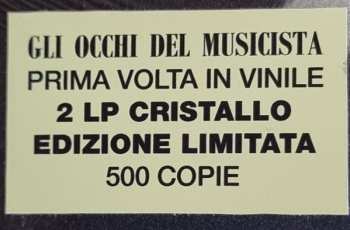 GLI OCCHI DEL MUSICISTA
PRIMA VOLTA IN VINILE
2 LP CRISTALLO
EDIZIONE LIMITATA
500 COPIE